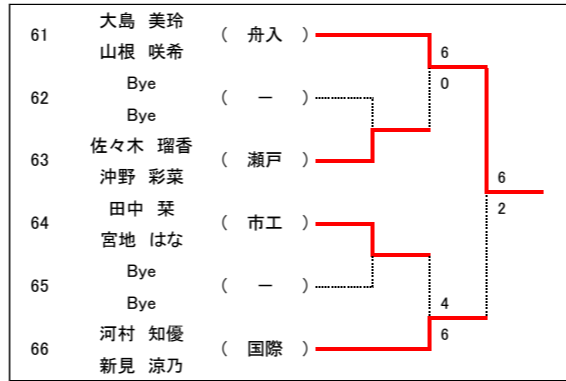 大島 美玲
61 ( 舟入 )
山根 咲希
6
0
Bye
62 ( ー )
Bye
佐々木 瑠香
63 ( 瀬戸 )
沖野 彩菜
6
2
田中 栞
64 ( 市工 )
宮地 はな
Bye
65 ( ー )
Bye
4
6
河村 知優
66 ( 国際 )
新見 涼乃